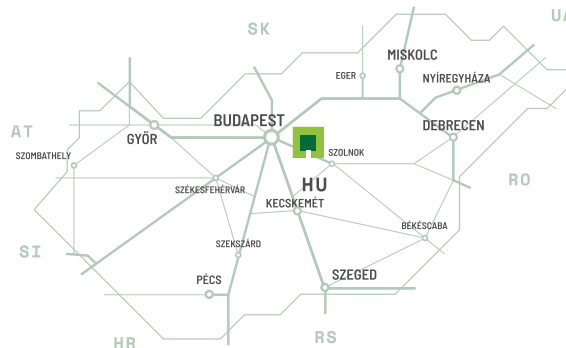 UA
SK
MISKOLC
EGER
NYÍREGYHÁZA
BUDAPEST
DEBRECEN
AT
GYŐR
SZOMBATHELY
SZOLNOK
HU
RO
SZÉKESFEHÉRVÁR
KECSKEMÉT
BÉKÉSCABA
SZEKSZÁRD
SI
PÉCS
SZEGED
HR
RS